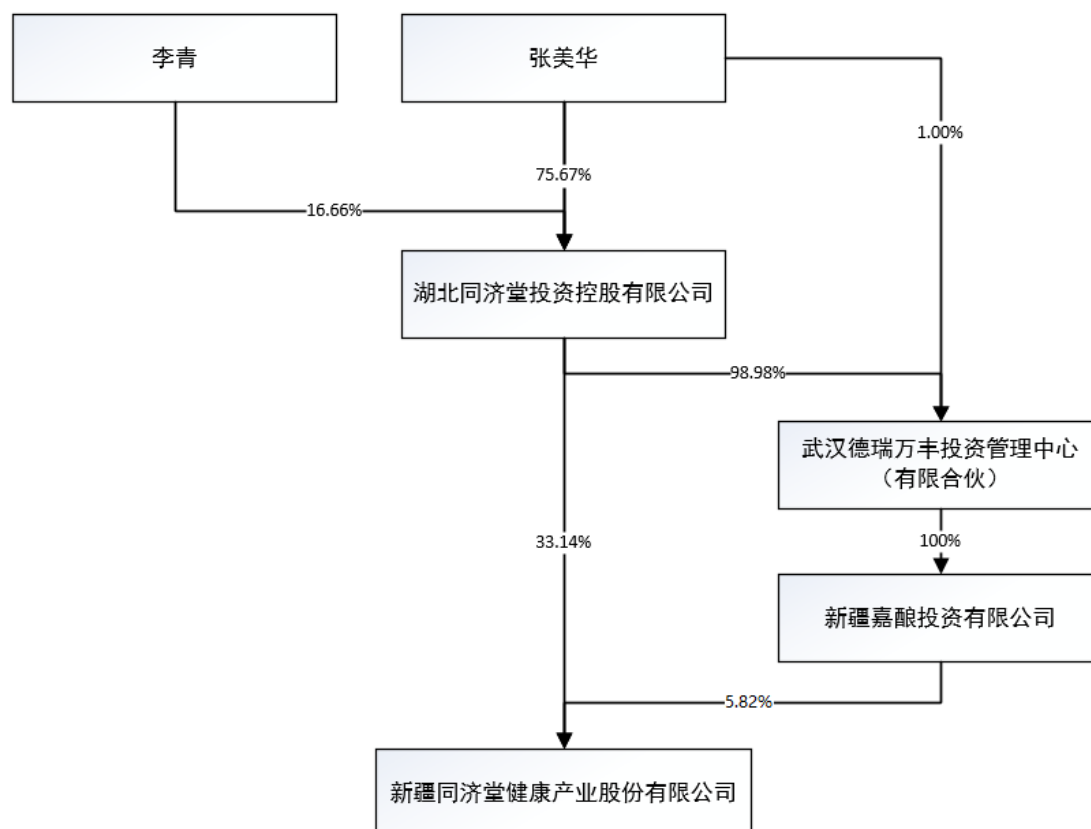 李青
张美华
1.00%
75.67%
16.66%
湖北同济堂投资控股有限公司
98.98%
武汉德瑞万丰投资管理中心
（有限合伙）
33.14%
100%
新疆嘉酿投资有限公司
5.82%
新疆同济堂健康产业股份有限公司